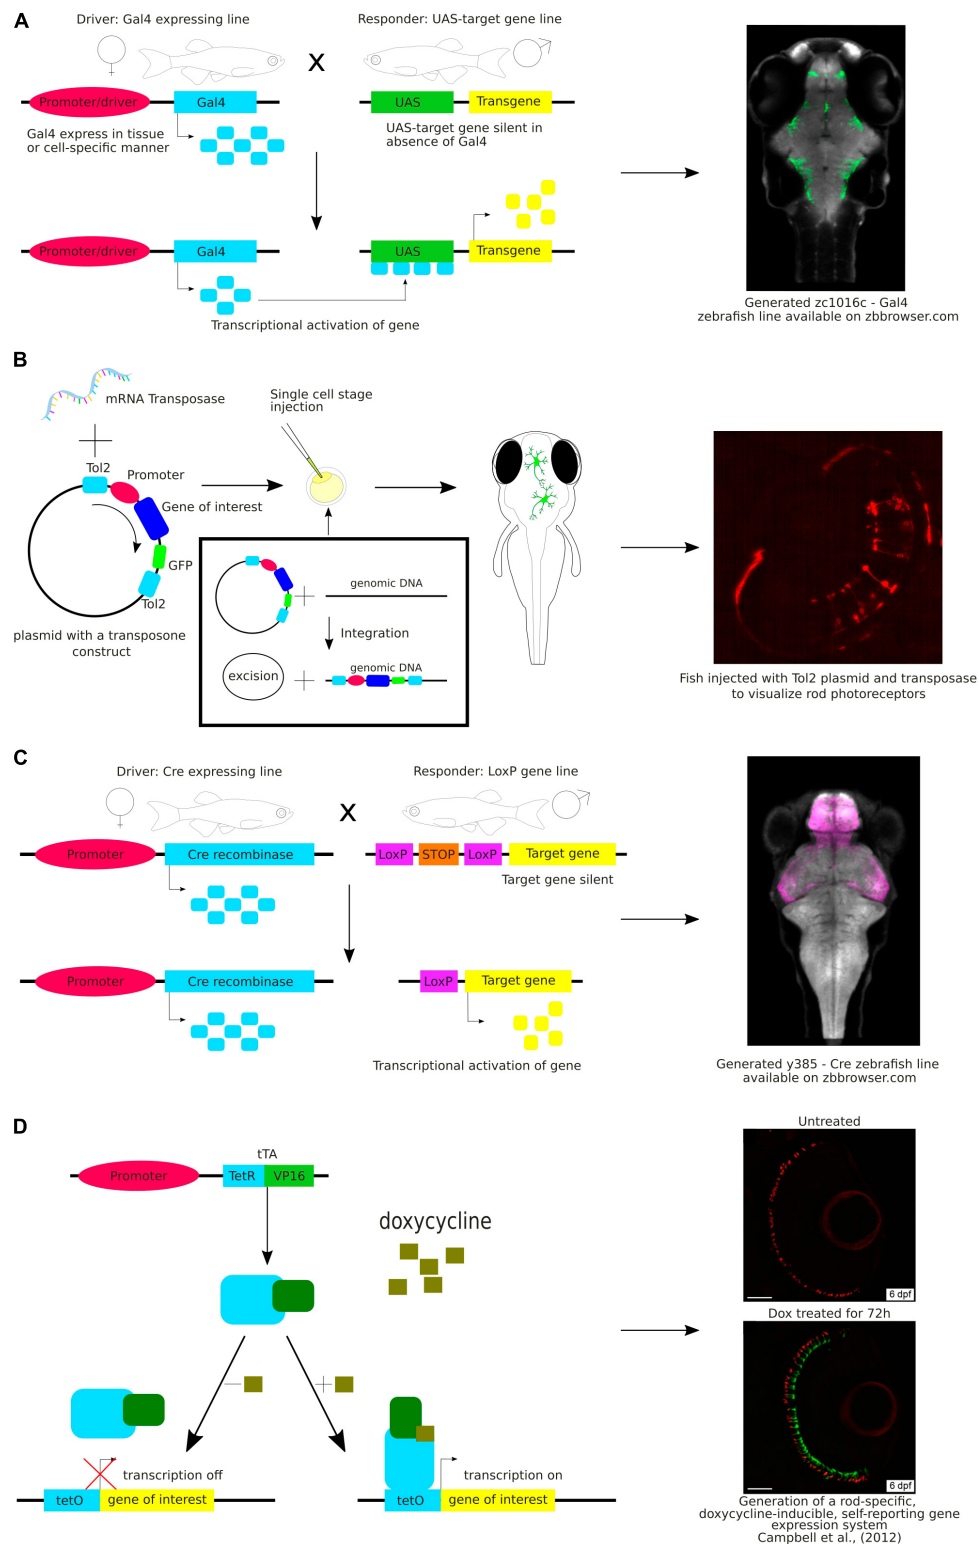 A
Driver: Gal4 expressing line
Responder: UAS-target gene line
X
Promoter/driver
Gal4
UAS
Transgene
Gal4 express in tissue
or cell-specific manner
UAS-target gene silent in
absence of Gal4
Promoter/driver
Gal4
UAS
Transgene
Transcriptional activation of gene
Generated zc1016c - Gal4
zebrafish line available on zbbrowser.com
B
mRNA Transposase
Single cell stage
injection
Tol2
Promoter
Gene of interest
GFP
Tol2
plasmid with a transposone
construct
genomic DNA
Integration
excision
genomic DNA
Fish injected with Tol2 plasmid and transposase
to visualize rod photoreceptors
C
Driver: Cre expressing line
Responder: LoxP gene line
X
Promoter
Cre recombinase
LoxP
STOP
LoxP
Target gene
Target gene silent
Promoter
Cre recombinase
LoxP
Target gene
Transcriptional activation of gene
Generated y385 - Cre zebrafish line
available on zbbrowser.com
D
tTA
Promoter
TetR
VP16
doxycycline
transcription off
tetO
gene of interest
transcription on
tetO
gene of interest
Untreated
6 dpf
Dox treated for 72h
6 dpf
Generation of a rod-specific,
doxycycline-inducible, self-reporting gene
expression system
Campbell et al., (2012)